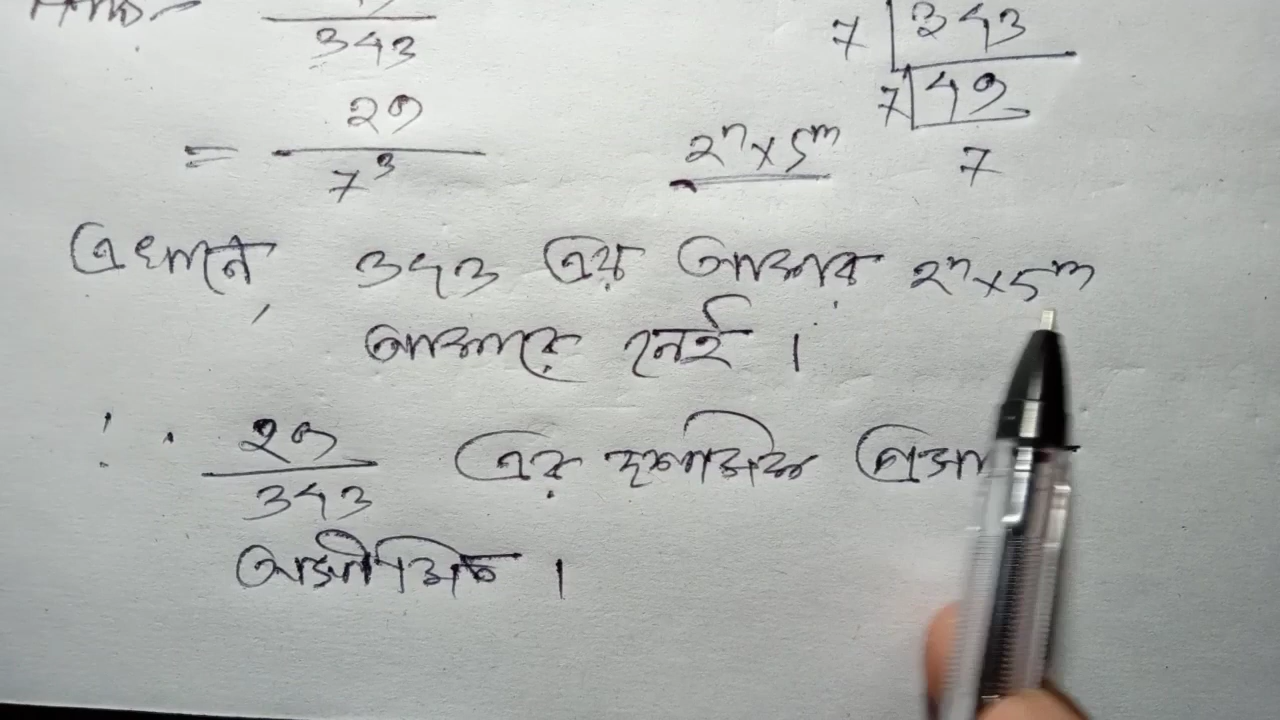 Ans:-
343
7 | 343
7 | 49
7
= 29/7³
2ⁿ×5ᵐ
এখানে, 343 এর আকার 2ⁿ×5ᵐ
আকারে নেই ।
∴ 29/343 এর দশমিক
অসীমিত ।